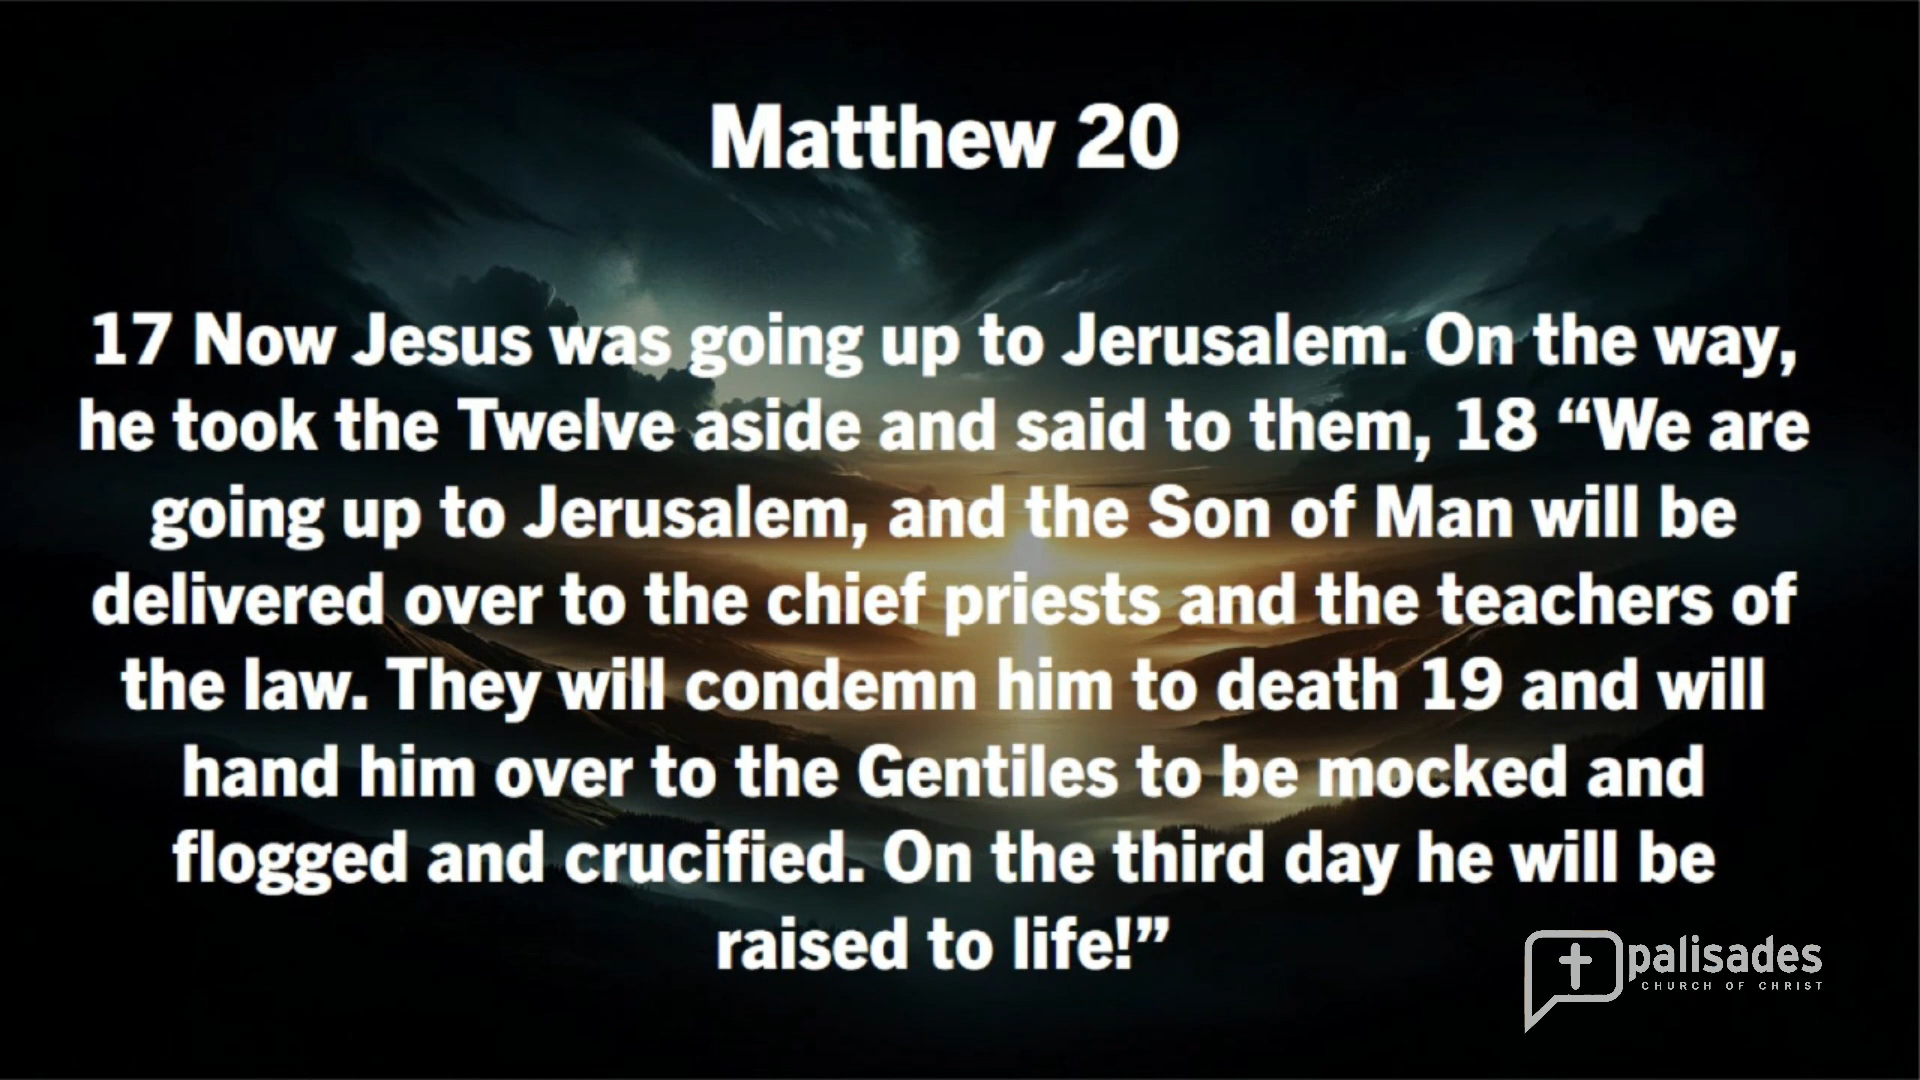 Matthew 20
17 Now Jesus was going up to Jerusalem. On the way,
he took the Twelve aside and said to them, 18 “We are
going up to Jerusalem, and the Son of Man will be
delivered over to the chief priests and the teachers of
the law. They will condemn him to death 19 and will
hand him over to the Gentiles to be mocked and
flogged and crucified. On the third day he will be
raised to life!”
palisades
CHURCH OF CHRIST